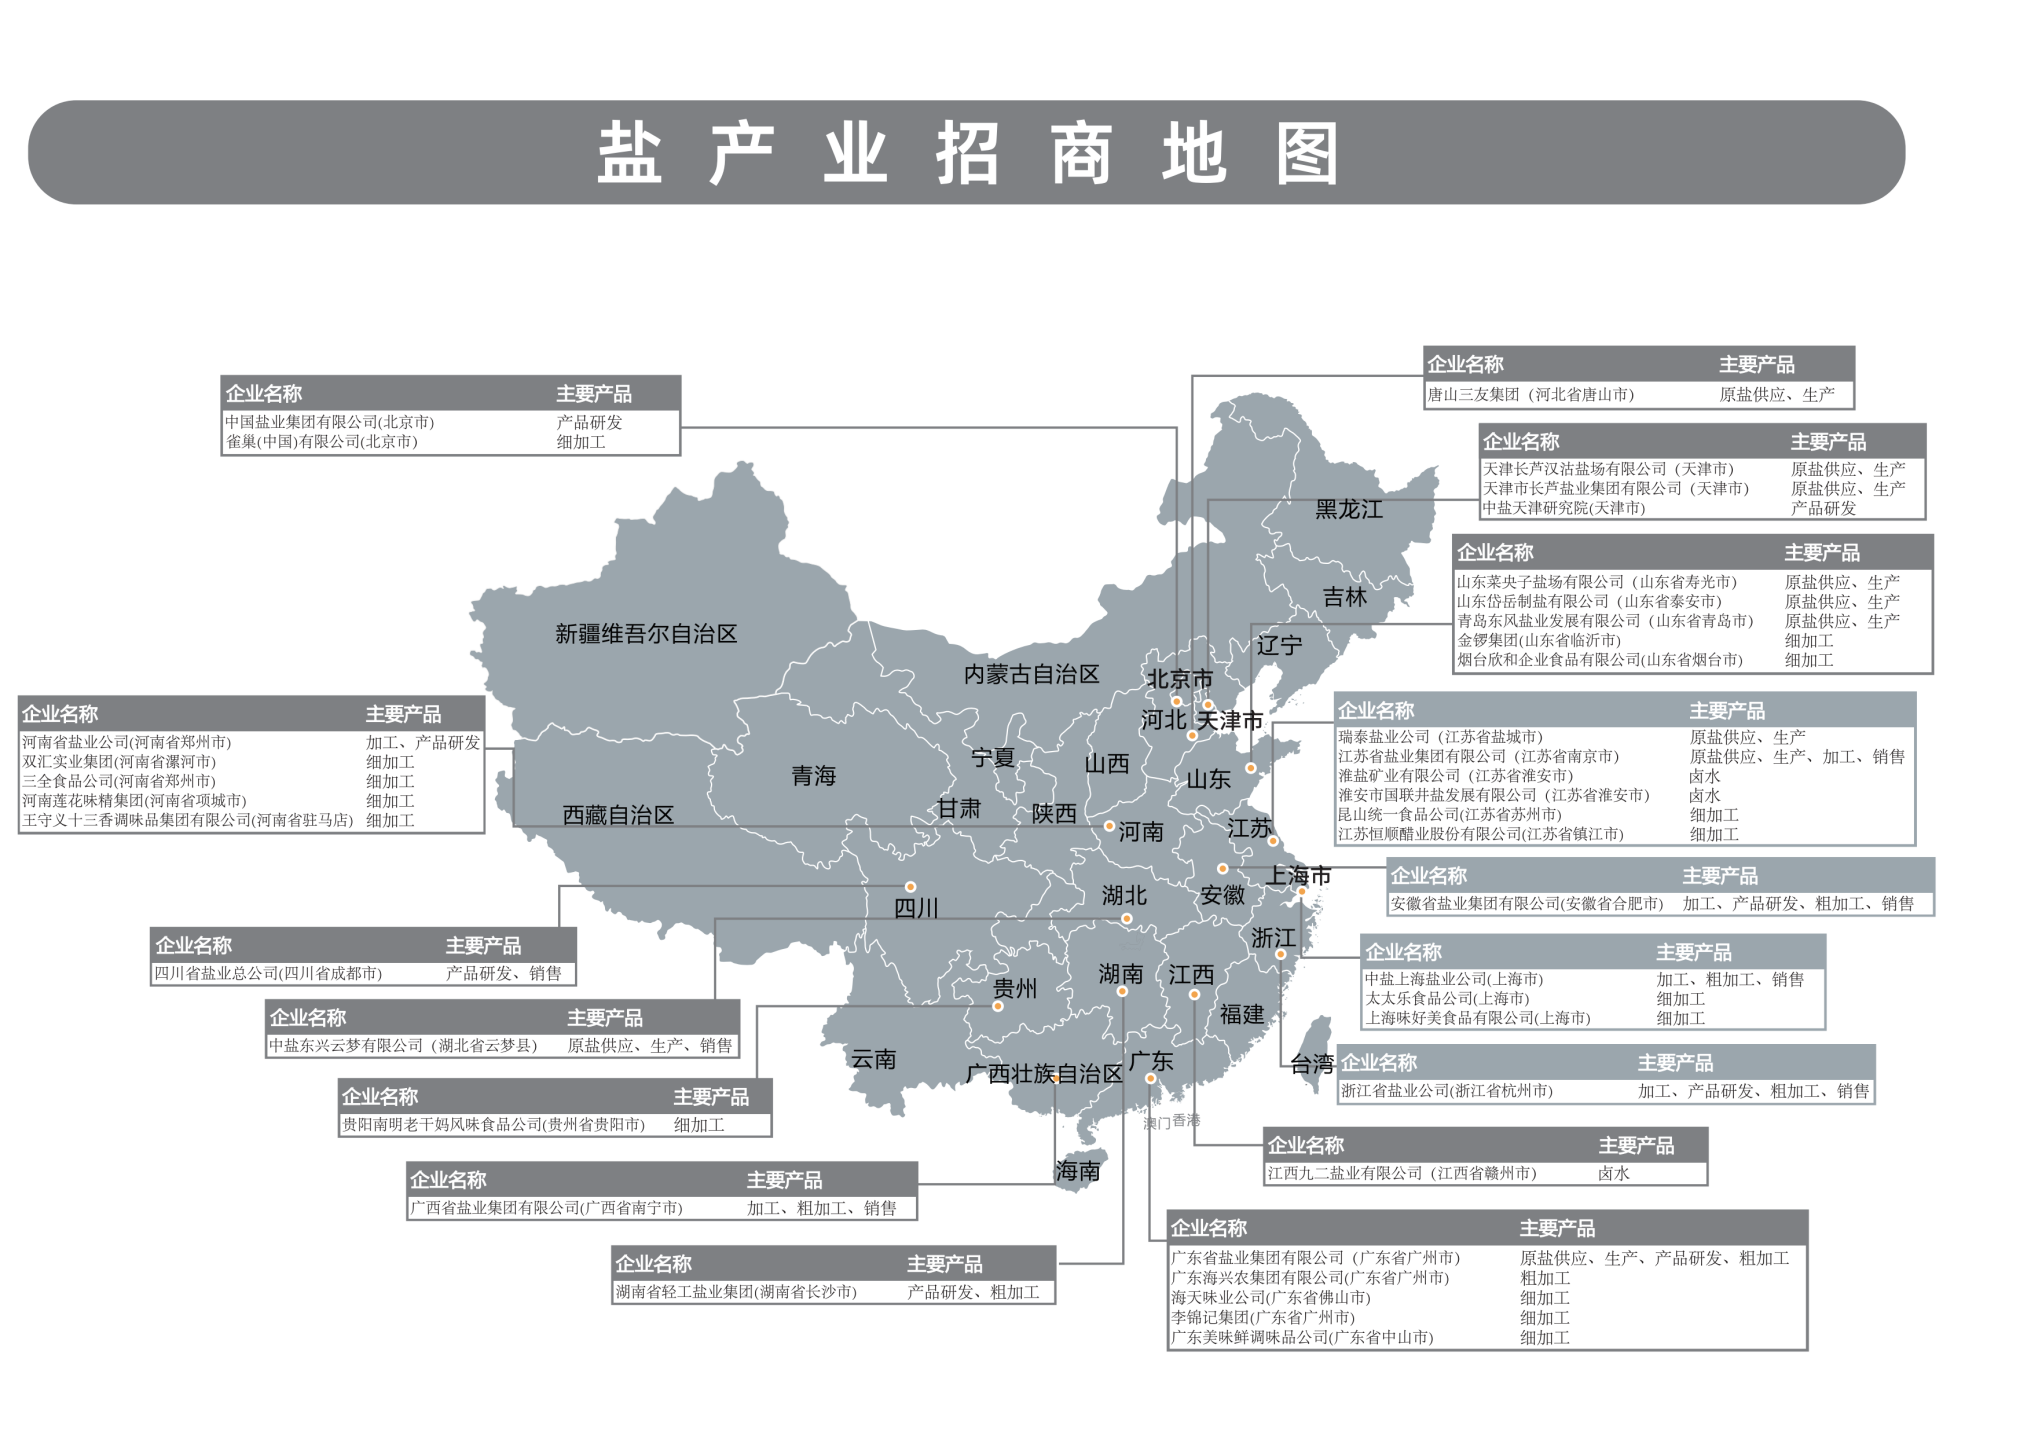 盐产业招商地图
企业名称 主要产品
中国盐业集团有限公司(北京市) 产品研发
雀巢(中国)有限公司(北京市) 细加工
企业名称 主要产品
唐山三友集团（河北省唐山市） 原盐供应、生产
企业名称 主要产品
天津长芦汉沽盐场有限公司（天津市） 原盐供应、生产
天津市长芦盐业集团有限公司（天津市） 原盐供应、生产
中盐天津研究院(天津市) 产品研发
企业名称 主要产品
山东菜央子盐场有限公司（山东省寿光市） 原盐供应、生产
山东岱岳制盐有限公司（山东省泰安市） 原盐供应、生产
青岛东风盐业发展有限公司（山东省青岛市） 原盐供应、生产
金锣集团(山东省临沂市) 细加工
烟台欣和企业食品有限公司(山东省烟台市) 细加工
企业名称 主要产品
河南省盐业公司(河南省郑州市) 加工、产品研发
双汇实业集团(河南省漯河市) 细加工
三全食品公司(河南省郑州市) 细加工
河南莲花味精集团(河南省项城市) 细加工
王守义十三香调味品集团有限公司(河南省驻马店) 细加工
企业名称 主要产品
瑞泰盐业公司（江苏省盐城市） 原盐供应、生产
江苏省盐业集团有限公司（江苏省南京市） 原盐供应、生产、加工、销售
淮盐矿业有限公司（江苏省淮安市） 卤水
淮安市国联井盐发展有限公司（江苏省淮安市） 卤水
昆山统一食品公司(江苏省苏州市) 细加工
江苏恒顺醋业股份有限公司(江苏省镇江市) 细加工
企业名称 主要产品
安徽省盐业集团有限公司(安徽省合肥市) 加工、产品研发、粗加工、销售
企业名称 主要产品
四川省盐业总公司(四川省成都市) 产品研发、销售
企业名称 主要产品
中盐上海盐业公司(上海市) 加工、粗加工、销售
太太乐食品公司(上海市) 细加工
上海味好美食品有限公司(上海市) 细加工
企业名称 主要产品
中盐东兴云梦有限公司（湖北省云梦县） 原盐供应、生产、销售
企业名称 主要产品
浙江省盐业公司(浙江省杭州市) 加工、产品研发、粗加工、销售
企业名称 主要产品
贵阳南明老干妈风味食品公司(贵州省贵阳市) 细加工
企业名称 主要产品
江西九二盐业有限公司（江西省赣州市） 卤水
企业名称 主要产品
广西省盐业集团有限公司(广西省南宁市) 加工、粗加工、销售
企业名称 主要产品
湖南省轻工盐业集团(湖南省长沙市) 产品研发、粗加工
企业名称 主要产品
广东省盐业集团有限公司（广东省广州市） 原盐供应、生产、产品研发、粗加工
广东海兴农集团有限公司(广东省广州市) 粗加工
海天味业公司(广东省佛山市) 细加工
李锦记集团(广东省广州市) 细加工
广东美味鲜调味品公司(广东省中山市) 细加工
黑龙江
吉林
辽宁
新疆维吾尔自治区
内蒙古自治区
北京市
河北
天津市
宁夏
山西
青海
山东
甘肃
陕西
西藏自治区
河南
江苏
上海市
湖北
安徽
四川
浙江
湖南
江西
贵州
福建
云南
广西壮族自治区
广东
台湾
澳门
香港
海南